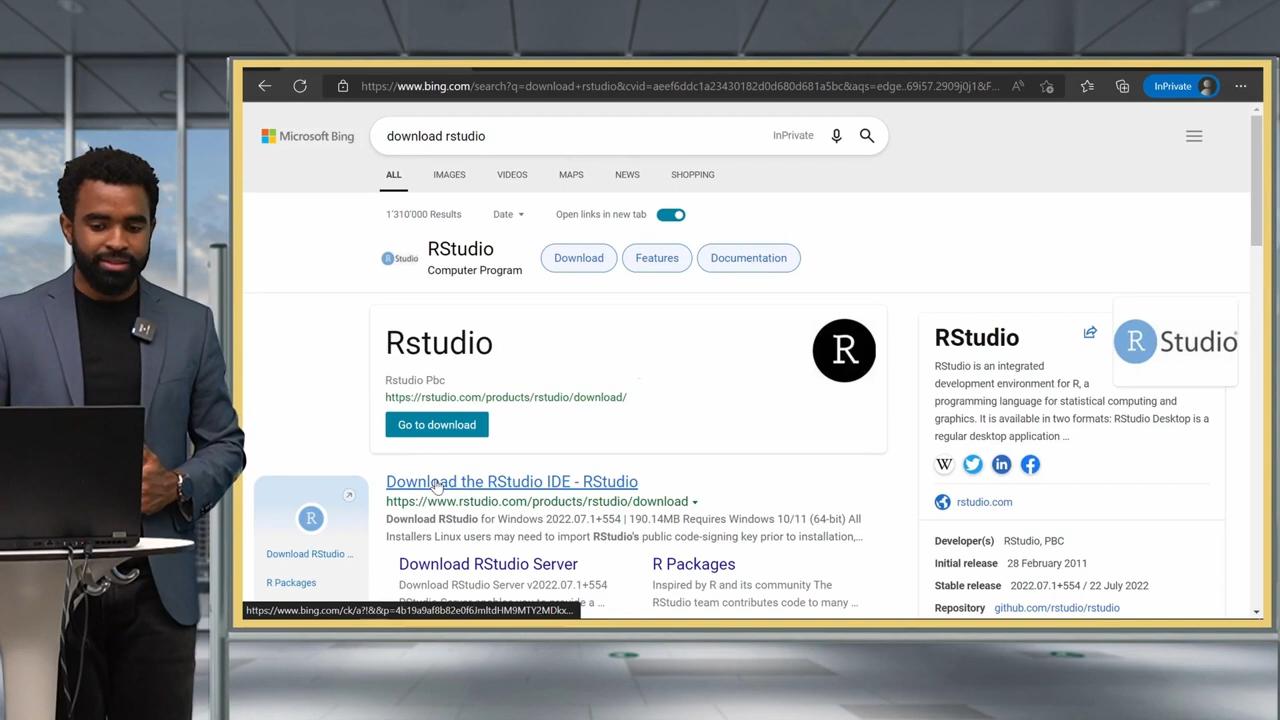 https://www.bing.com/search?q=download+rstudio&cvid=aeef6ddc1a23430182d0d680d681a5bc&aqs=edge..69i57.2909j0j1&F...
InPrivate
Microsoft Bing
download rstudio
InPrivate
ALL
IMAGES
VIDEOS
MAPS
NEWS
SHOPPING
1'310'000 Results
Date
Open links in new tab
R Studio
RStudio
Computer Program
Download
Features
Documentation
Rstudio
R
Rstudio Pbc
https://rstudio.com/products/rstudio/download/
Go to download
Download the RStudio IDE - RStudio
https://www.rstudio.com/products/rstudio/download
Download RStudio for Windows 2022.07.1+554 | 190.14MB Requires Windows 10/11 (64-bit) All
Installers Linux users may need to import RStudio's public code-signing key prior to installation,...
R
Download RStudio ...
R Packages
Download RStudio Server
Download RStudio Server v2022.07.1+554
R Packages
Inspired by R and its community The
RStudio team contributes code to many ...
RStudio
R Studio
RStudio is an integrated
development environment for R, a
programming language for statistical computing and
graphics. It is available in two formats: RStudio Desktop is a
regular desktop application ...
W
rstudio.com
Developer(s) RStudio, PBC
Initial release 28 February 2011
Stable release 2022.07.1+554 / 22 July 2022
Repository github.com/rstudio/rstudio